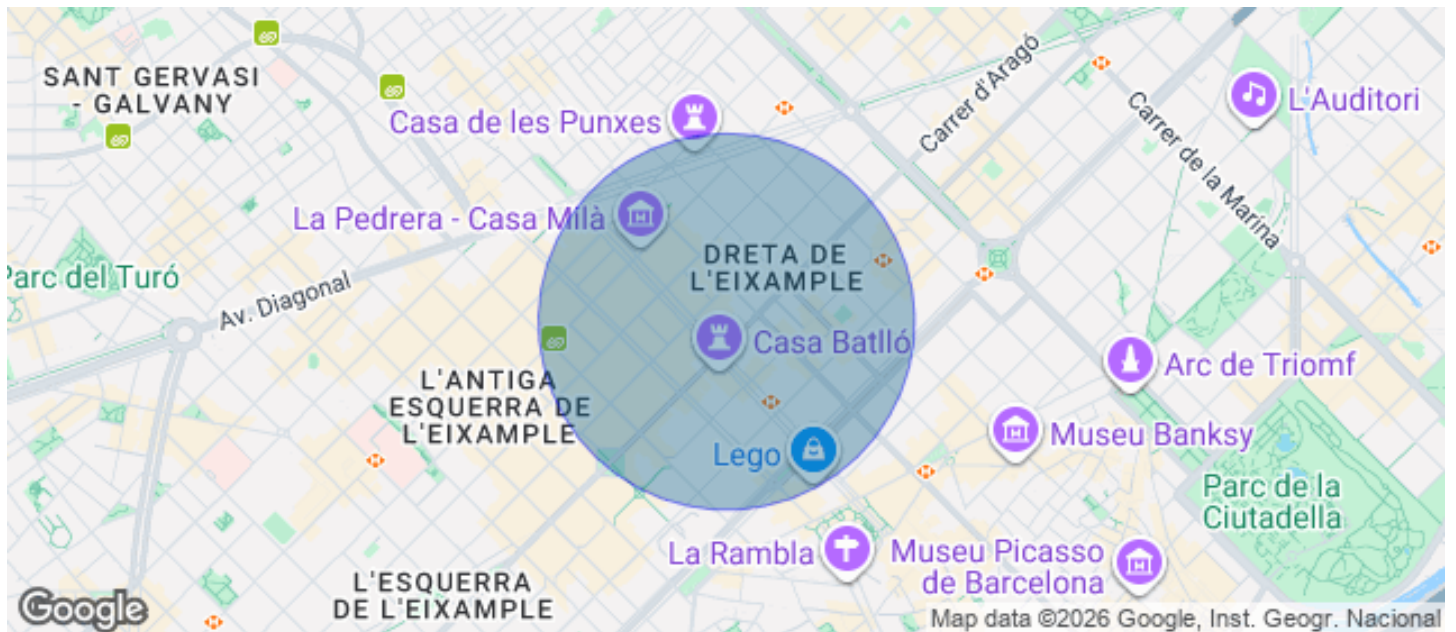 SANT GERVASI
- GALVANY
Casa de les Punxes
Carrer d'Aragó
L'Auditori
Carrer de la Marina
La Pedrera - Casa Milà
DRETA DE
L'EIXAMPLE
Parc del Turó
Av. Diagonal
Casa Batlló
Arc de Triomf
L'ANTIGA
ESQUERRA DE
L'EIXAMPLE
Lego
Museu Banksy
Parc de la
Ciutadella
La Rambla
Museu Picasso
de Barcelona
L'ESQUERRA
DE L'EIXAMPLE
Google
Map data ©2026 Google, Inst. Geogr. Nacional